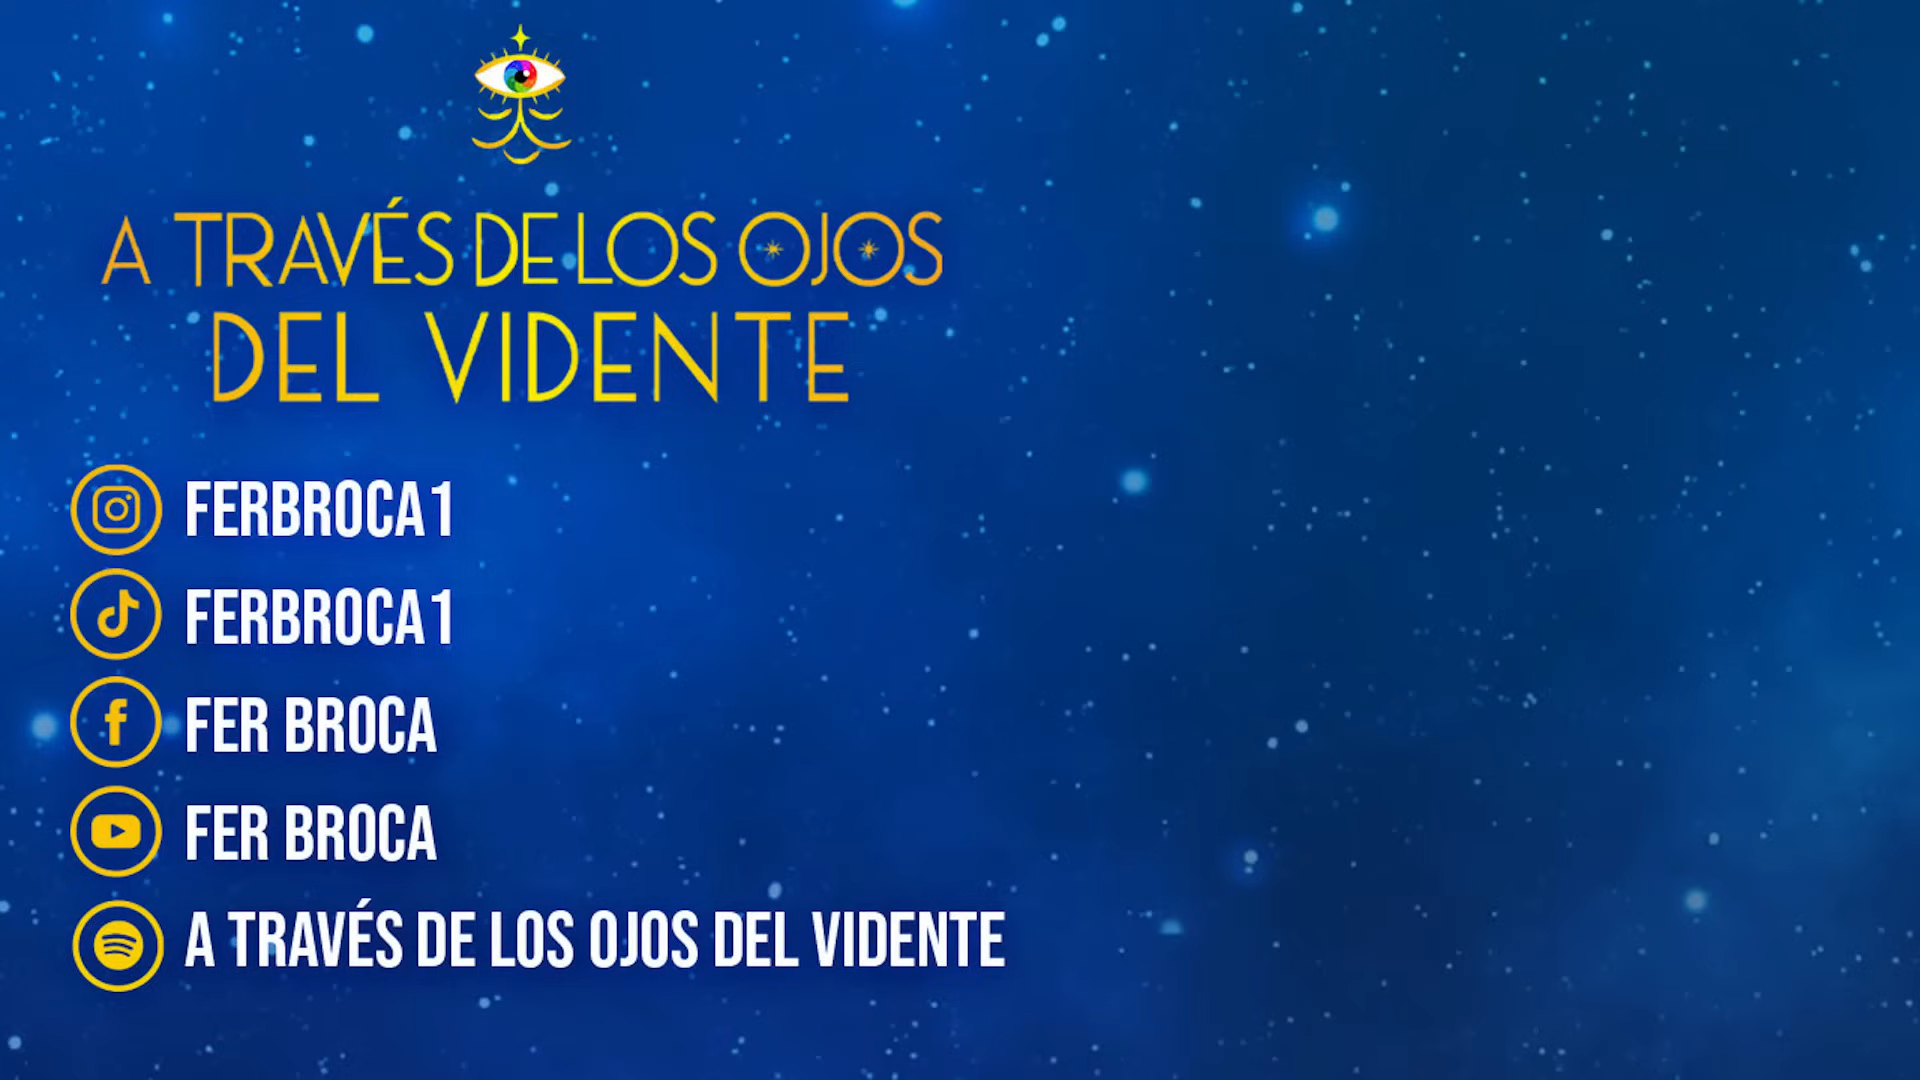 A TRAVÉS DE LOS OJOS
DEL VIDENTE
FERBROCA1
FERBROCA1
FER BROCA
FER BROCA
A TRAVÉS DE LOS OJOS DEL VIDENTE